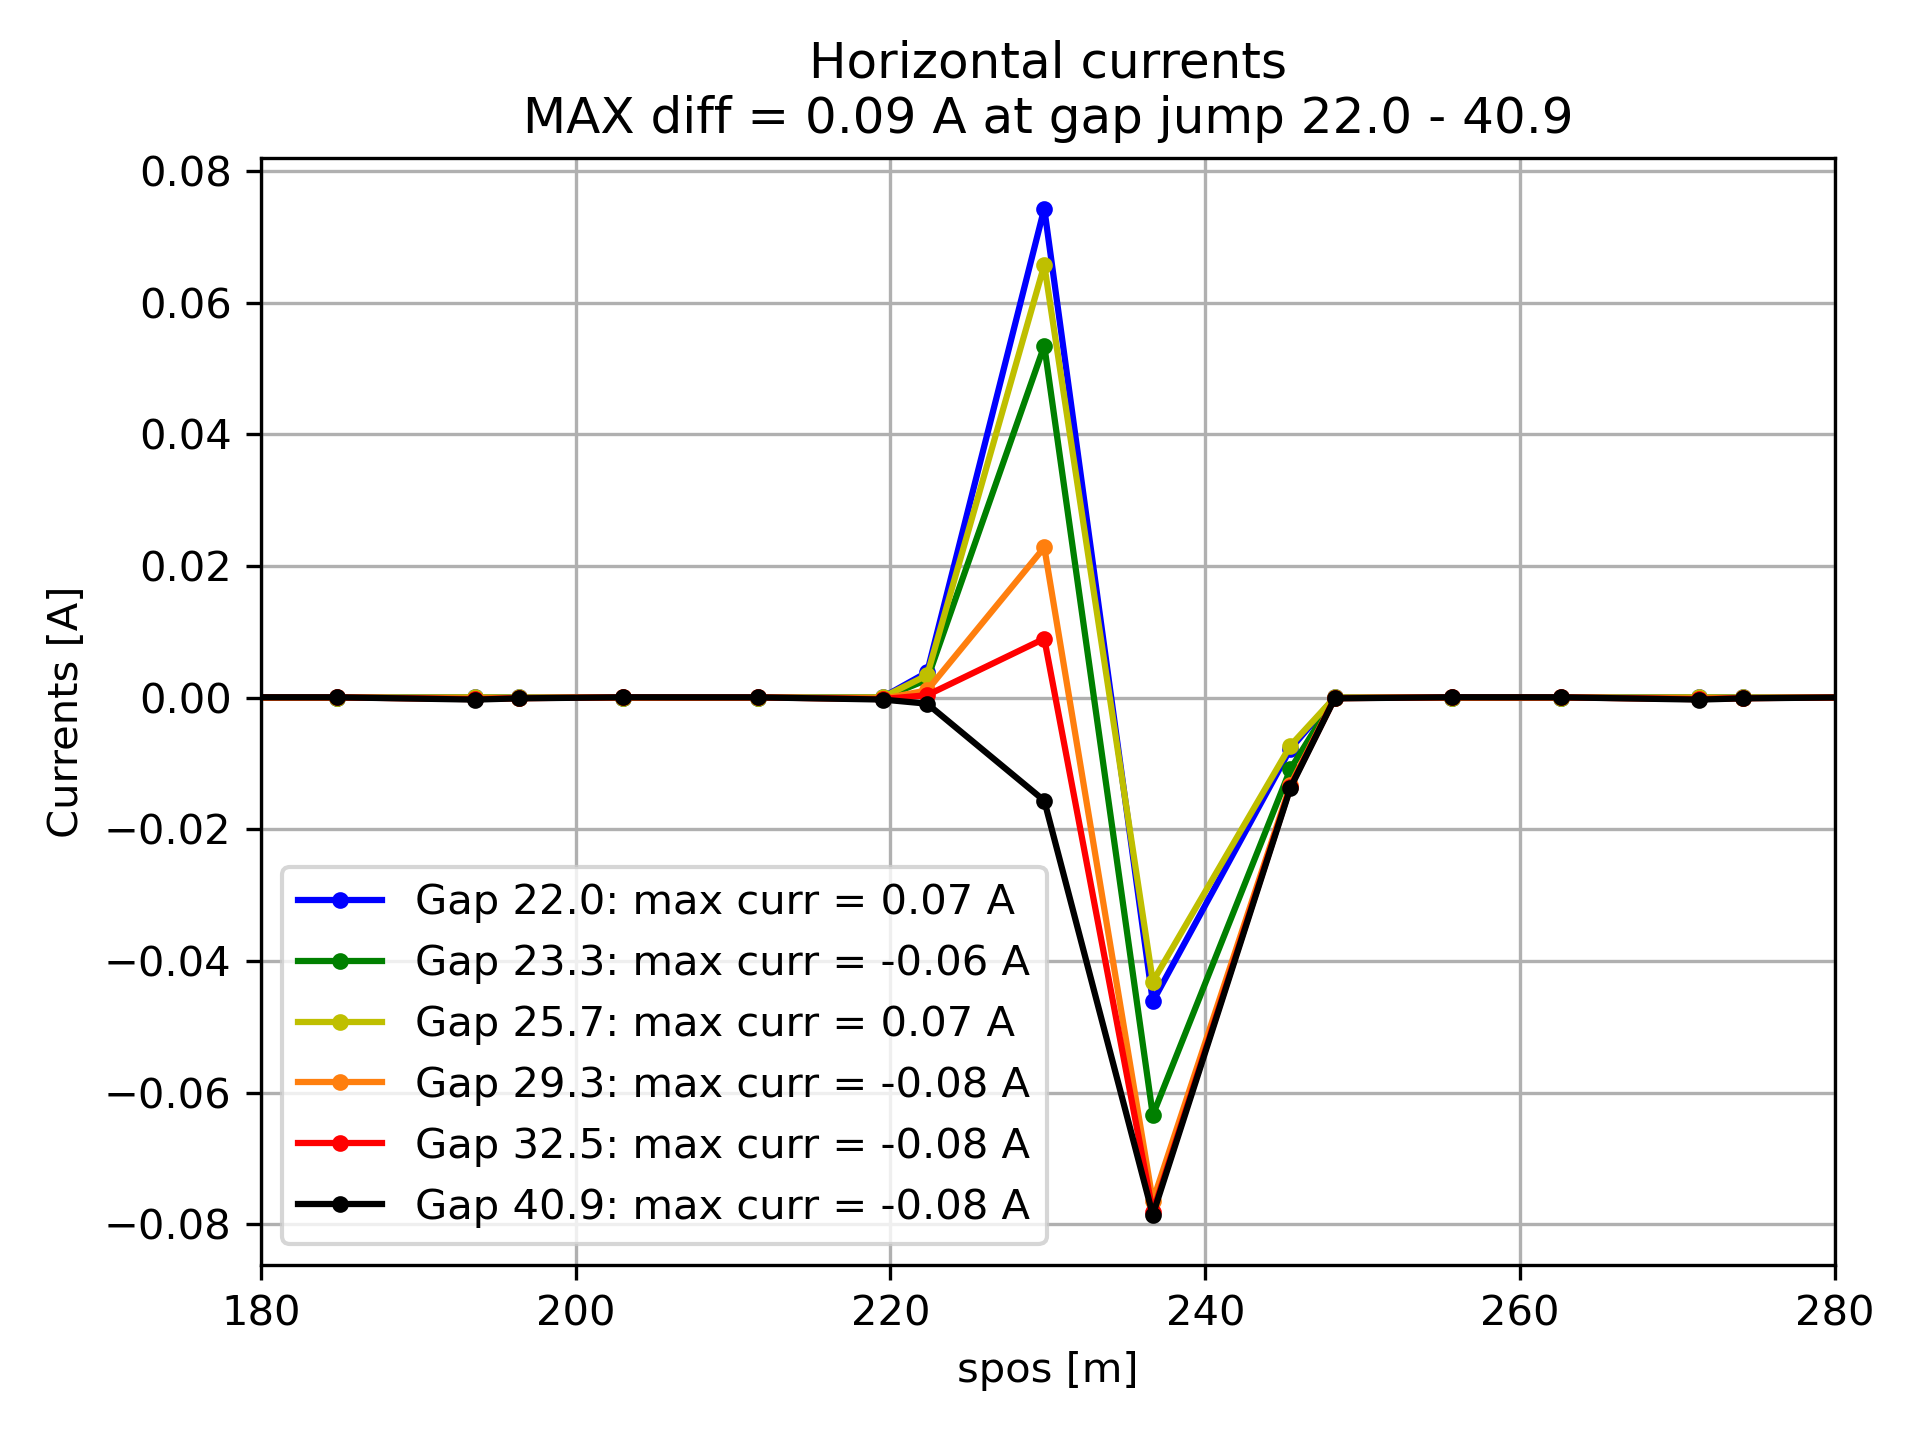 Horizontal currents
MAX diff = 0.09 A at gap jump 22.0 - 40.9
0.08
0.06
0.04
0.02
0.00
−0.02
−0.04
−0.06
−0.08
Currents [A]
Gap 22.0: max curr = 0.07 A
Gap 23.3: max curr = -0.06 A
Gap 25.7: max curr = 0.07 A
Gap 29.3: max curr = -0.08 A
Gap 32.5: max curr = -0.08 A
Gap 40.9: max curr = -0.08 A
180 200 220 240 260 280
spos [m]